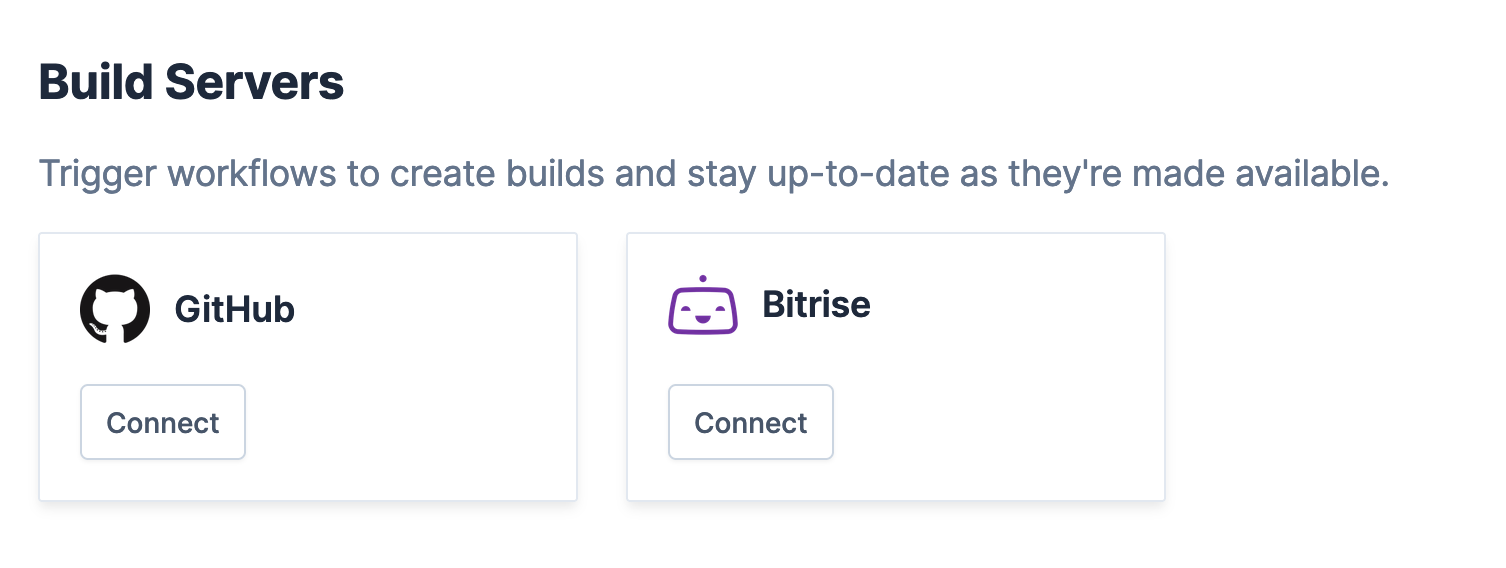 Build Servers
Trigger workflows to create builds and stay up-to-date as they're made available.
GitHub
Bitrise
Connect
Connect